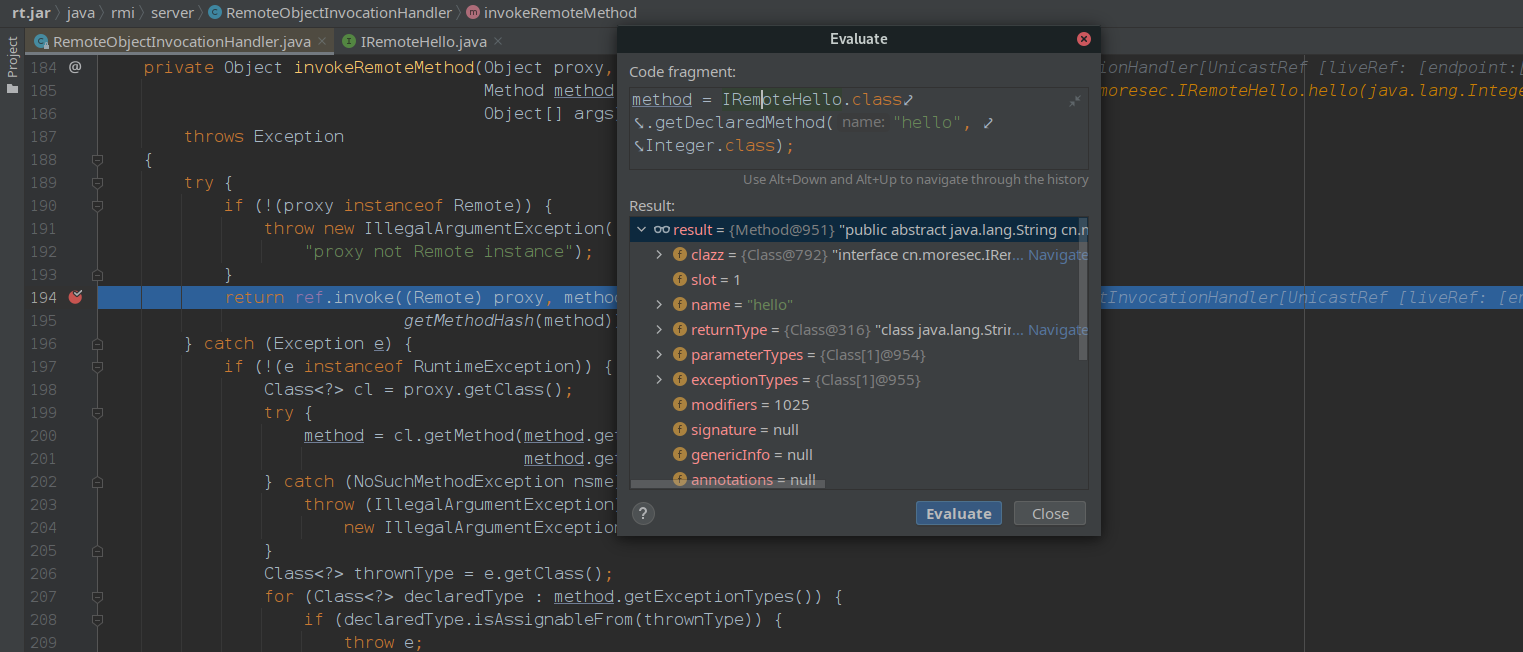 rt.jar java rmi server RemoteObjectInvocationHandler invokeRemoteMethod
RemoteObjectInvocationHandler.java IRemoteHello.java
Project
184 @ private Object invokeRemoteMethod(Object proxy, ionHandler[UnicastRef [liveRef: [endpoint:[
185 Method method moresec.IRemoteHello.hello(java.lang.Intege
186 Object[] args
187 throws Exception
188 {
189 try {
190 if (!(proxy instanceof Remote)) {
191 throw new IllegalArgumentException(
192 "proxy not Remote instance");
193 }
194 return ref.invoke((Remote) proxy, metho tInvocationHandler[UnicastRef [liveRef: [en
195 getMethodHash(method)
196 } catch (Exception e) {
197 if (!(e instanceof RuntimeException)) {
198 Class<?> cl = proxy.getClass();
199 try {
200 method = cl.getMethod(method.ge
201 method.ge
202 } catch (NoSuchMethodException nsme
203 throw (IllegalArgumentException
204 new IllegalArgumentExceptio
205 }
206 Class<?> thrownType = e.getClass();
207 for (Class<?> declaredType : method.getExceptionTypes()) {
208 if (declaredType.isAssignableFrom(thrownType)) {
209 throw e;
Evaluate
Code fragment:
method = IRemoteHello.class
.getDeclaredMethod( name: "hello",
Integer.class);
Use Alt+Down and Alt+Up to navigate through the history
Result:
result = {Method@951} "public abstract java.lang.String cn.m
clazz = {Class@792} "interface cn.moresec.IRer... Navigate
slot = 1
name = "hello"
returnType = {Class@316} "class java.lang.Strin... Navigate
parameterTypes = {Class[1]@954}
exceptionTypes = {Class[1]@955}
modifiers = 1025
signature = null
genericInfo = null
annotations = null
? Evaluate Close